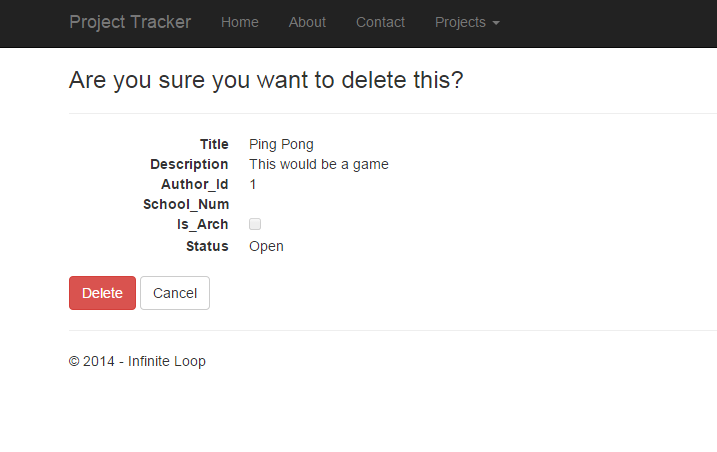 Project Tracker Home About Contact Projects
Are you sure you want to delete this?
Title Ping Pong
Description This would be a game
Author_Id 1
School_Num
Is_Arch
Status Open
Delete Cancel
© 2014 - Infinite Loop